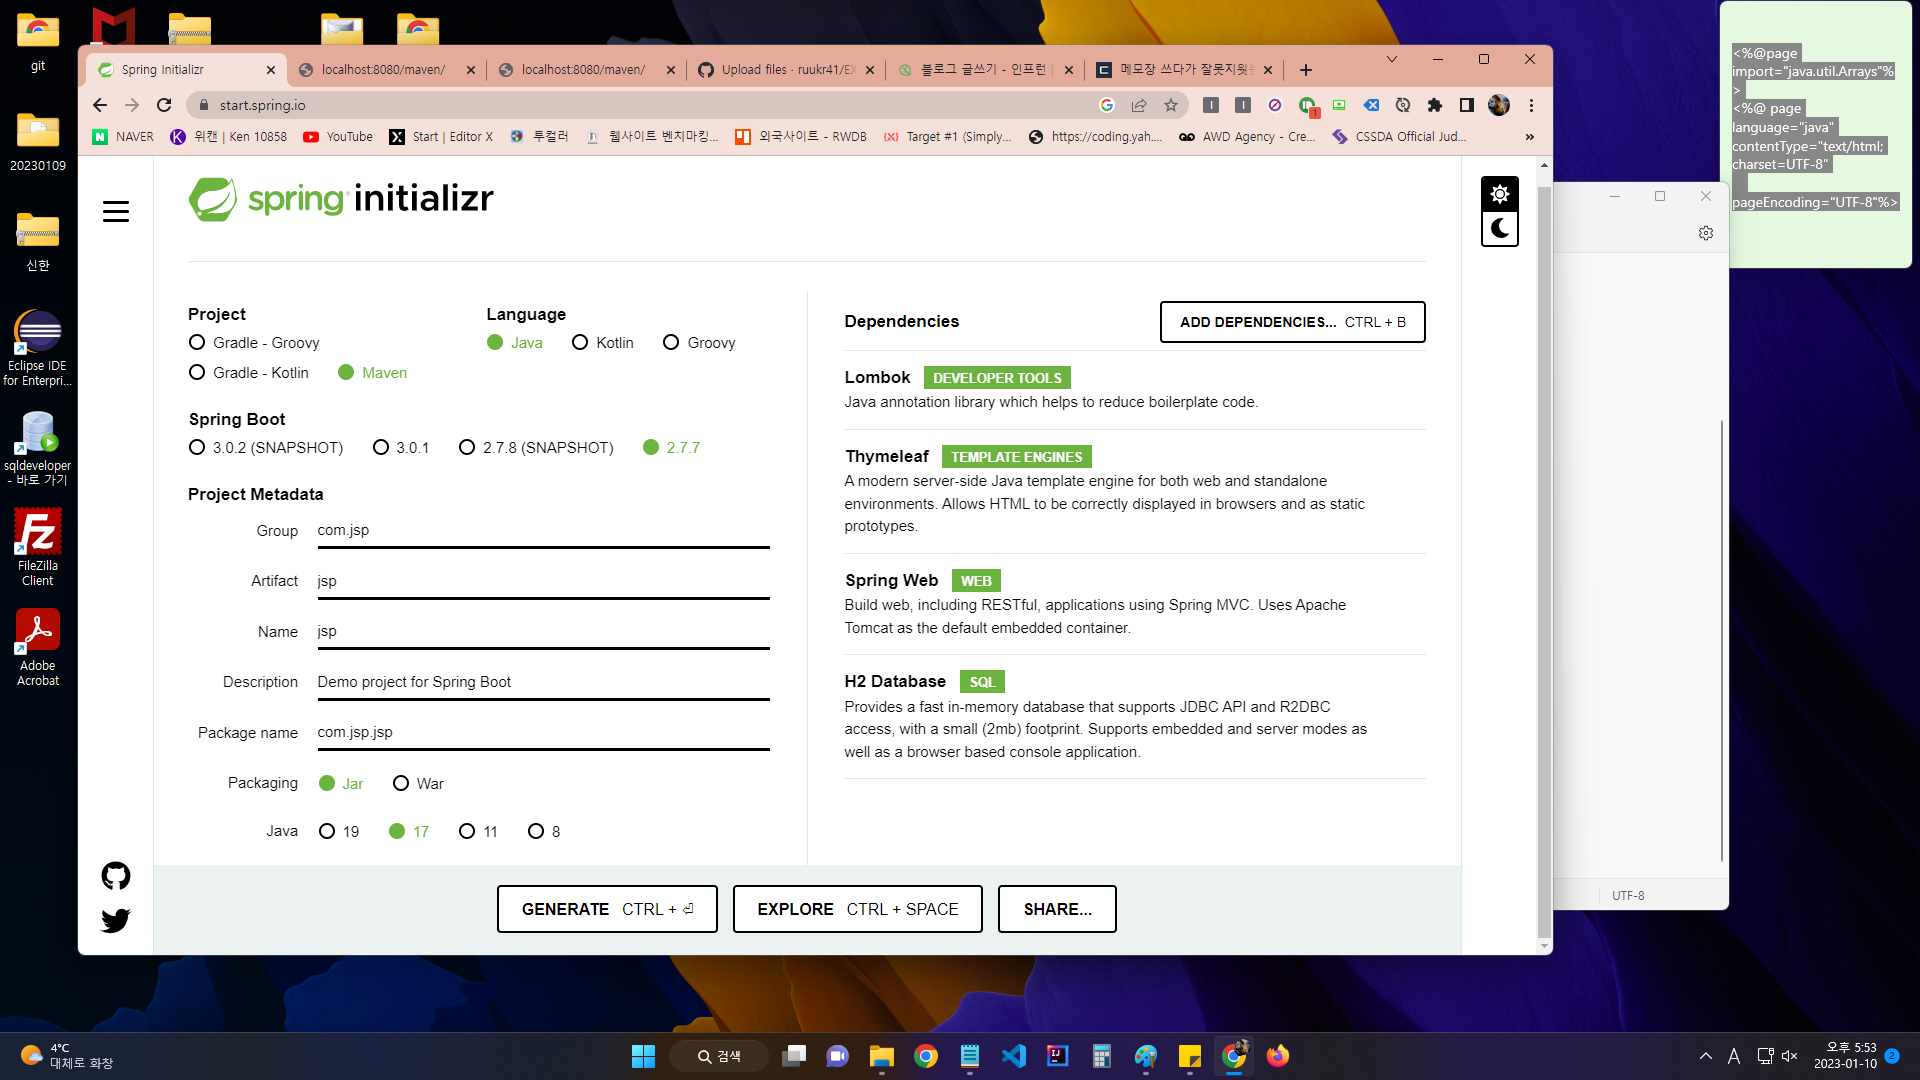 git
20230109
신한
Eclipse IDE
for Enterpri...
sqldeveloper
- 바로 가기
FileZilla
Client
Adobe
Acrobat
Spring Initializr
localhost:8080/maven/
localhost:8080/maven/
Upload files · ruukr41/EX
블로그 글쓰기 - 인프런 |
메모장 쓰다가 잘못지웟
start.spring.io
NAVER
위캔 | Ken 10858
YouTube
Start | Editor X
투컬러
웹사이트 벤치마킹...
외국사이트 - RWDB
Target #1 (Simply...
https://coding.yah....
AWD Agency - Cre...
CSSDA Official Jud...
»
spring initializr
Project
Gradle - Groovy
Gradle - Kotlin
Maven
Language
Java
Kotlin
Groovy
Spring Boot
3.0.2 (SNAPSHOT)
3.0.1
2.7.8 (SNAPSHOT)
2.7.7
Project Metadata
Group
com.jsp
Artifact
jsp
Name
jsp
Description
Demo project for Spring Boot
Package name
com.jsp.jsp
Packaging
Jar
War
Java
19
17
11
8
Dependencies
ADD DEPENDENCIES... CTRL + B
Lombok DEVELOPER TOOLS
Java annotation library which helps to reduce boilerplate code.
Thymeleaf TEMPLATE ENGINES
A modern server-side Java template engine for both web and standalone
environments. Allows HTML to be correctly displayed in browsers and as static
prototypes.
Spring Web WEB
Build web, including RESTful, applications using Spring MVC. Uses Apache
Tomcat as the default embedded container.
H2 Database SQL
Provides a fast in-memory database that supports JDBC API and R2DBC
access, with a small (2mb) footprint. Supports embedded and server modes as
well as a browser based console application.
GENERATE CTRL + ⏎
EXPLORE CTRL + SPACE
SHARE...
<%@page
import="java.util.Arrays"%
>
<%@ page
language="java"
contentType="text/html;
charset=UTF-8"
pageEncoding="UTF-8"%>
UTF-8
4°C
대체로 화창
검색
A
오후 5:53
2023-01-10
2